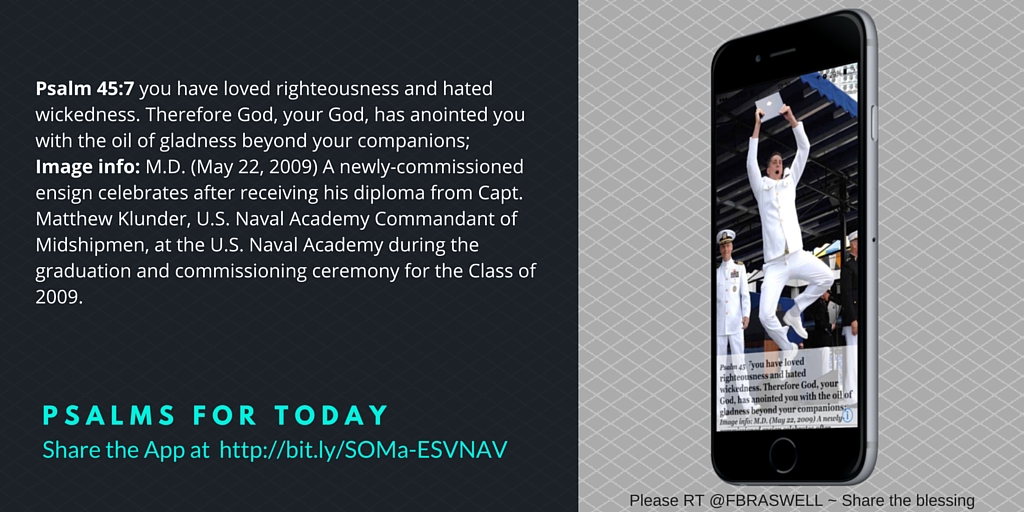 Psalm 45:7 you have loved righteousness and hated
wickedness. Therefore God, your God, has anointed you
with the oil of gladness beyond your companions;
Image info: M.D. (May 22, 2009) A newly-commissioned
ensign celebrates after receiving his diploma from Capt.
Matthew Klunder, U.S. Naval Academy Commandant of
Midshipmen, at the U.S. Naval Academy during the
graduation and commissioning ceremony for the Class of
2009.
PSALMS FOR TODAY
Share the App at http://bit.ly/SOMa-ESVNAV
Psalm 45 "you have loved
righteousness and hated
wickedness. Therefore God, your
God, has anointed you with the oil of
gladness beyond your companions;
Image info: M.D. (May 22, 2009) A newly-
Please RT @FBRASWELL ~ Share the blessing